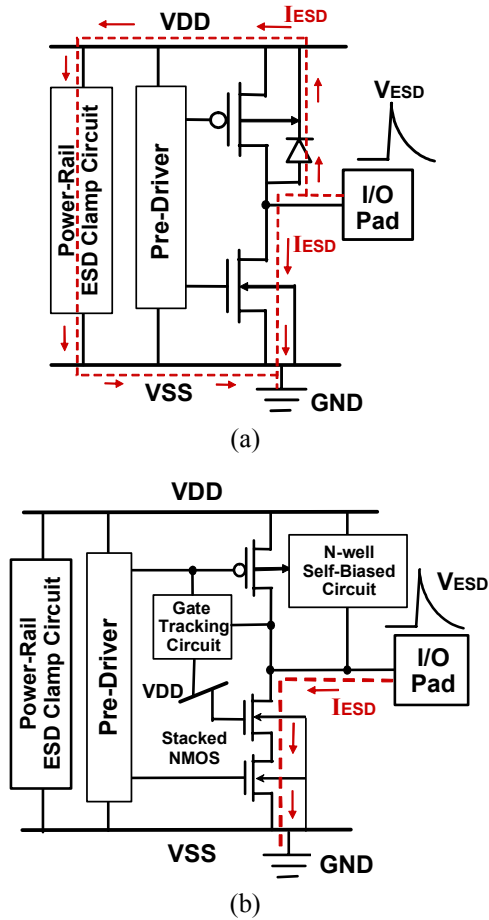 IESD
VDD
VESD
Power-Rail
ESD Clamp Circuit
Pre-Driver
I/O
Pad
IESD
VSS
GND
(a)
VDD
N-well
Self-Biased
Circuit
VESD
Power-Rail
ESD Clamp Circuit
Pre-Driver
Gate
Tracking
Circuit
I/O
Pad
VDD
IESD
Stacked
NMOS
VSS
GND
(b)